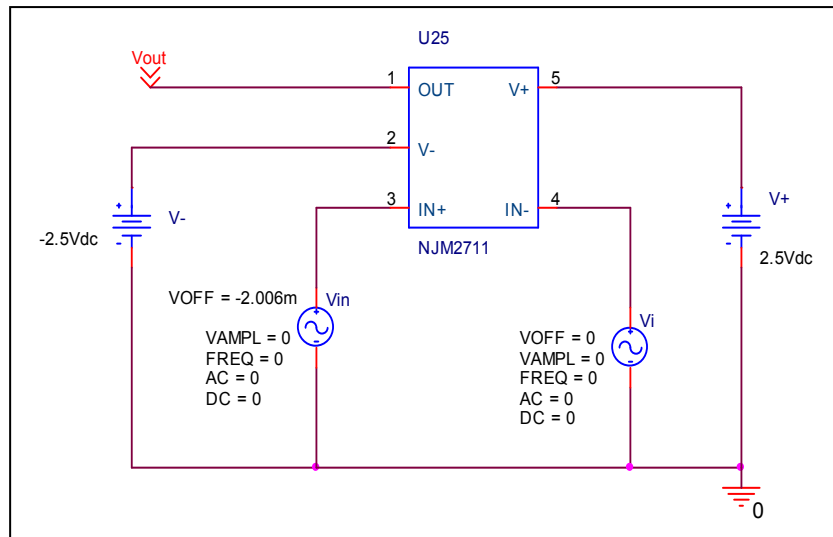 U25
Vout
1
OUT
V+
5
2
V-
3
IN+
IN-
4
V-
-2.5Vdc
V+
2.5Vdc
NJM2711
VOFF = -2.006m
Vin
VAMPL = 0
FREQ = 0
AC = 0
DC = 0
Vi
VOFF = 0
VAMPL = 0
FREQ = 0
AC = 0
DC = 0
0